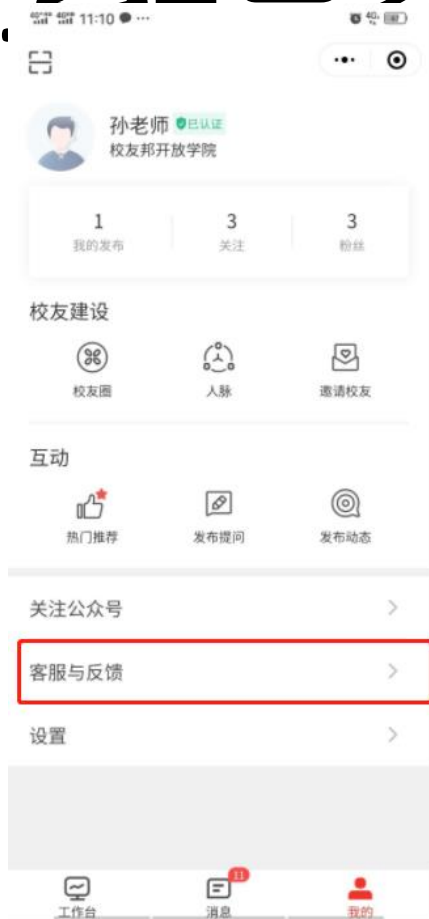 11:10
孙老师 已认证
校友邦开放学院
1 3 3
我的发布 关注 粉丝
校友建设
校友圈 人脉 邀请校友
互动
热门推荐 发布提问 发布动态
关注公众号
客服与反馈
设置
11
工作台 消息 我的